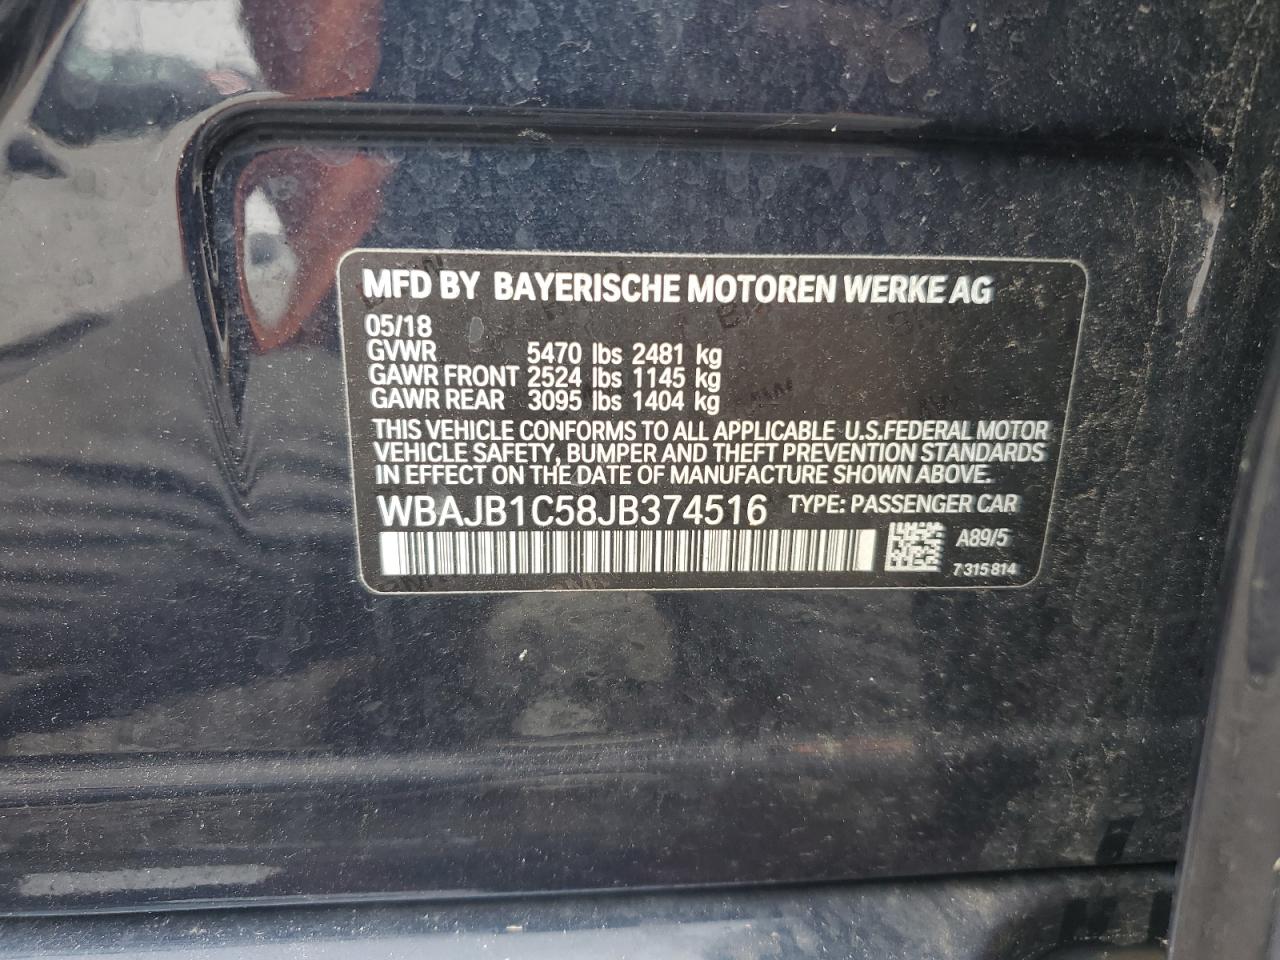 MFD BY BAYERISCHE MOTOREN WERKE AG
05/18
GVWR 5470 lbs 2481 kg
GAWR FRONT 2524 lbs 1145 kg
GAWR REAR 3095 lbs 1404 kg
THIS VEHICLE CONFORMS TO ALL APPLICABLE U.S.FEDERAL MOTOR
VEHICLE SAFETY, BUMPER AND THEFT PREVENTION STANDARDS
IN EFFECT ON THE DATE OF MANUFACTURE SHOWN ABOVE.
WBAJB1C58JB374516 TYPE: PASSENGER CAR
A89/5
7 315 814